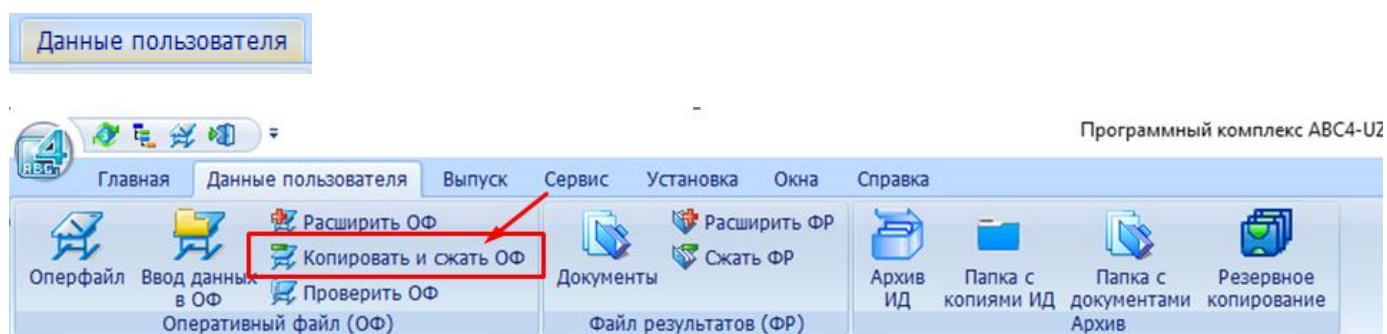 Данные пользователя
Программный комплекс АВС4-UZ
АВСп
Главная Данные пользователя Выпуск Сервис Установка Окна Справка
Оперфайл
Ввод данных
в ОФ
Расширить ОФ
Копировать и сжать ОФ
Проверить ОФ
Оперативный файл (ОФ)
Документы
Расширить ФР
Сжать ФР
Файл результатов (ФР)
Архив
ИД
Папка с
копиями ИД
Папка с
документами
Резервное
копирование
Архив